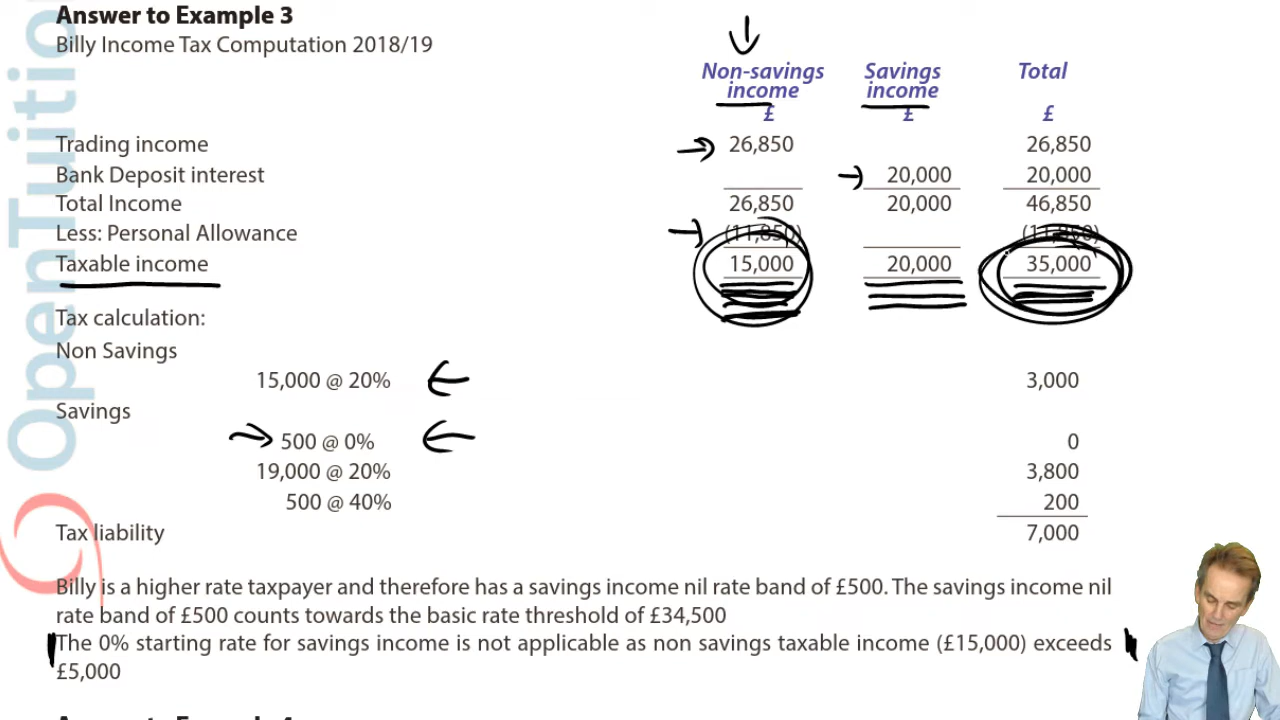 Answer to Example 3
Billy Income Tax Computation 2018/19
Non-savings income Savings income Total
£ £ £
Trading income 26,850 26,850
Bank Deposit interest 20,000 20,000
Total Income 26,850 20,000 46,850
Less: Personal Allowance (11,850) (11,850)
Taxable income 15,000 20,000 35,000
Tax calculation:
Non Savings
15,000 @ 20% 3,000
Savings
500 @ 0% 0
19,000 @ 20% 3,800
500 @ 40% 200
Tax liability 7,000
Billy is a higher rate taxpayer and therefore has a savings income nil rate band of £500. The savings income nil
rate band of £500 counts towards the basic rate threshold of £34,500
The 0% starting rate for savings income is not applicable as non savings taxable income (£15,000) exceeds
£5,000
OpenTuitio